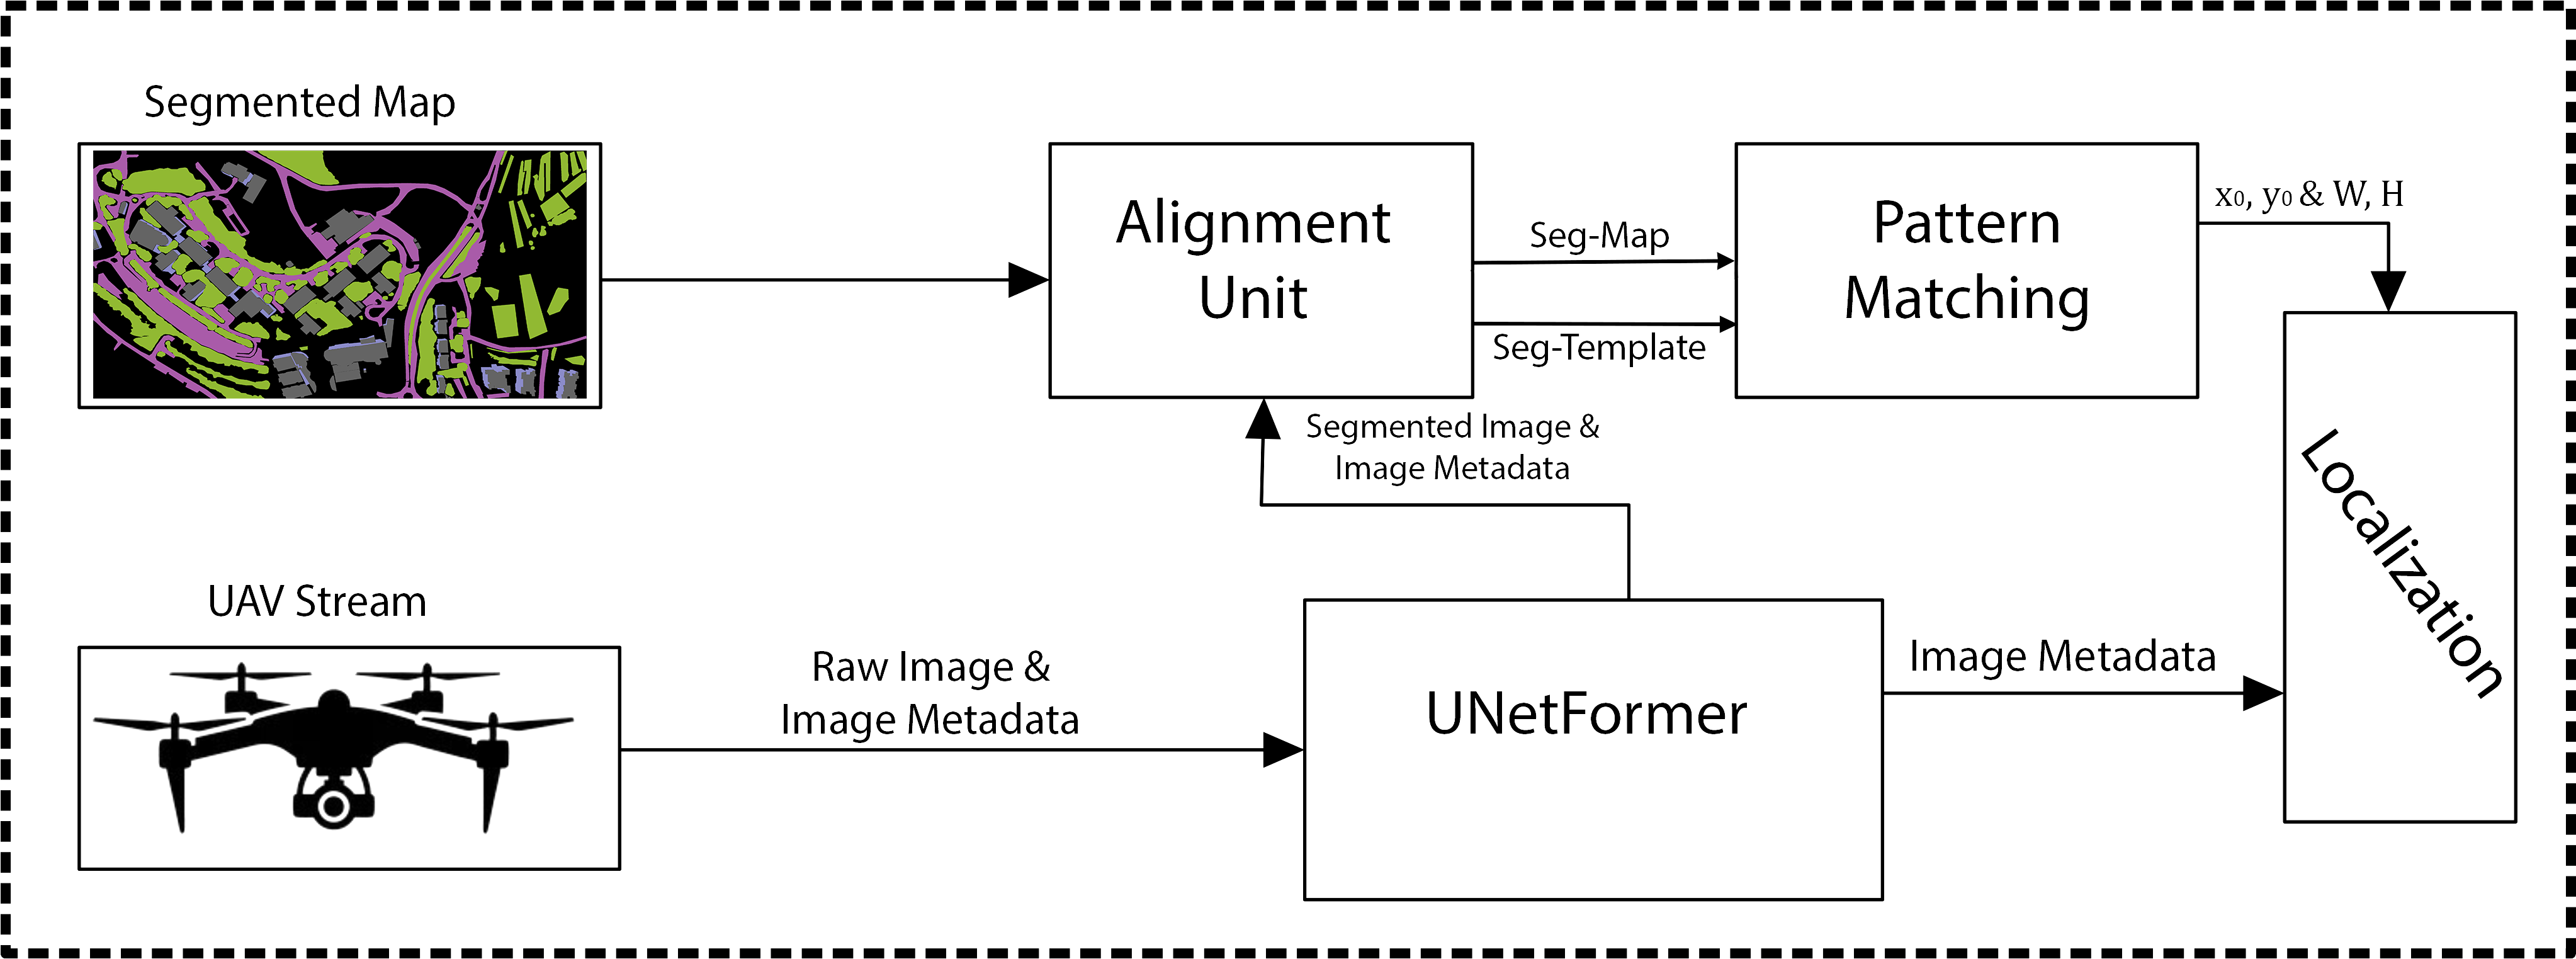 Segmented Map
Alignment
Unit
Seg-Map
Seg-Template
Pattern
Matching
x0, y0 & W, H
Segmented Image &
Image Metadata
Localization
UAV Stream
Raw Image &
Image Metadata
UNetFormer
Image Metadata